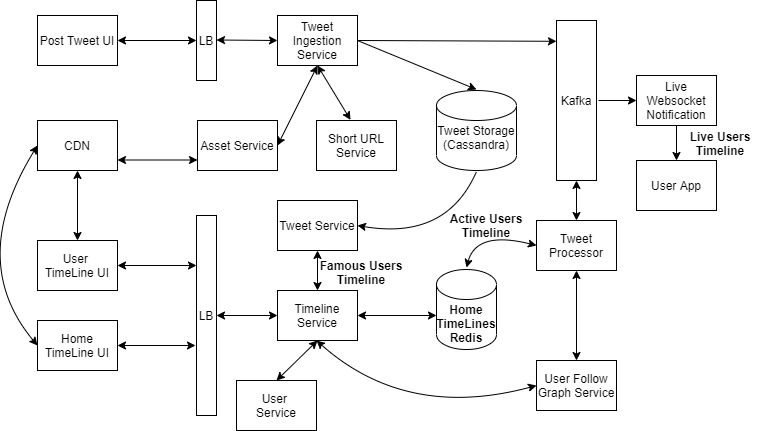 Post Tweet UI
LB
Tweet
Ingestion
Service
Kafka
Live
Websocket
Notification
Live Users
Timeline
User App
CDN
Asset Service
Short URL
Service
Tweet Storage
(Cassandra)
Tweet Service
Active Users
Timeline
Tweet
Processor
Famous Users
Timeline
User
TimeLine UI
LB
Timeline
Service
Home
TimeLines
Redis
Home
TimeLine UI
User
Service
User Follow
Graph Service